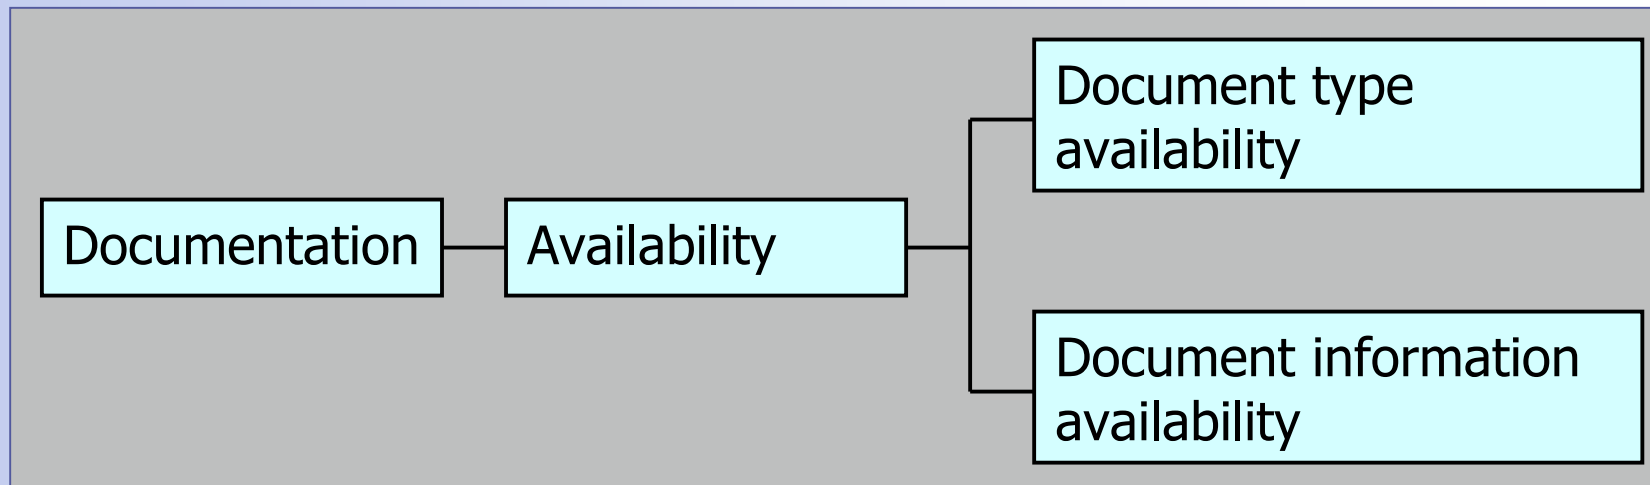 Documentation
Availability
Document type
availability
Document information
availability